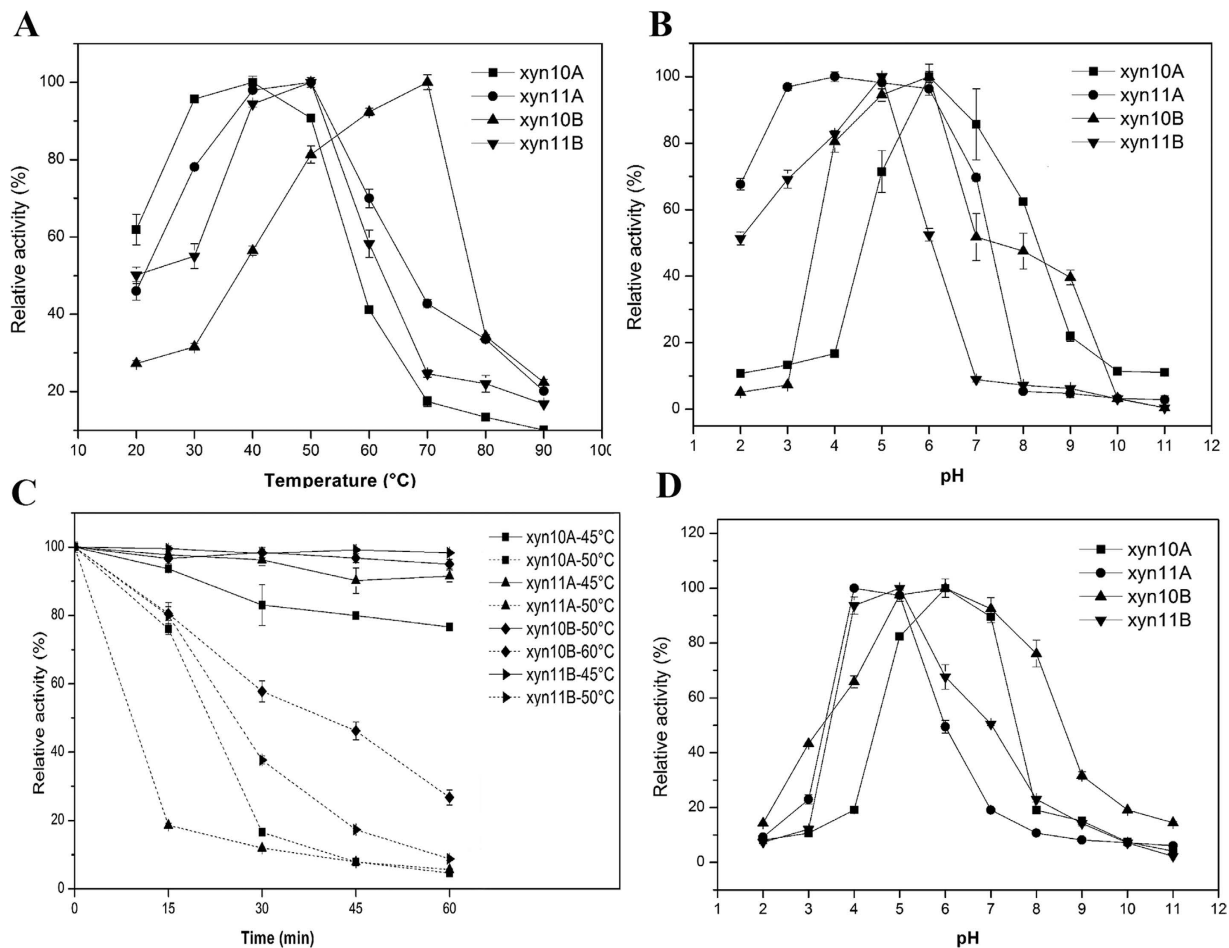 A
xyn10A
xyn11A
xyn10B
xyn11B
Relative activity (%)
100
80
60
40
20
10 20 30 40 50 60 70 80 90 100
Temperature (°C)
B
xyn10A
xyn11A
xyn10B
xyn11B
Relative activity (%)
100
80
60
40
20
0
1 2 3 4 5 6 7 8 9 10 11 12
pH
C
xyn10A-45°C
xyn10A-50°C
xyn11A-45°C
xyn11A-50°C
xyn10B-50°C
xyn10B-60°C
xyn11B-45°C
xyn11B-50°C
Relative activity (%)
100
80
60
40
20
0
0 15 30 45 60
Time (min)
D
xyn10A
xyn11A
xyn10B
xyn11B
Relative activity (%)
120
100
80
60
40
20
0
1 2 3 4 5 6 7 8 9 10 11 12
pH